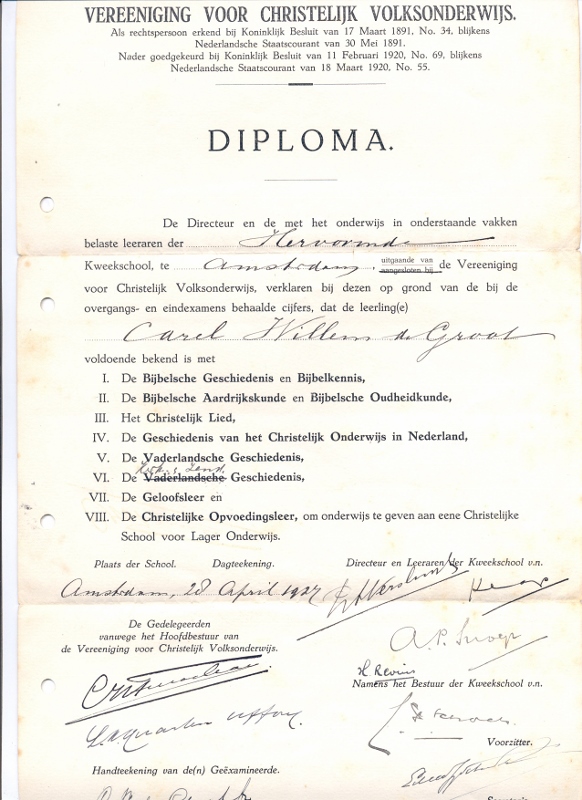 VEREENIGING VOOR CHRISTELIJK VOLKSONDERWIJS.
Als rechtspersoon erkend bij Koninklijk Besluit van 17 Maart 1891, No. 34, blijkens
Nederlandsche Staatscourant van 30 Mei 1891.
Nader goedgekeurd bij Koninklijk Besluit van 11 Februari 1920, No. 69, blijkens
Nederlandsche Staatscourant van 18 Maart 1920, No. 55.
DIPLOMA.
De Directeur en de met het onderwijs in onderstaande vakken
belaste leeraren der Hervormde
Kweekschool, te Amsterdam, uitgaande van aangesloten bij de Vereeniging
voor Christelijk Volksonderwijs, verklaren bij dezen op grond van de bij de
overgangs- en eindexamens behaalde cijfers, dat de leerling(e)
Carel Willem de Groot
voldoende bekend is met
I. De Bijbelsche Geschiedenis en Bijbelkennis,
II. De Bijbelsche Aardrijkskunde en Bijbelsche Oudheidkunde,
III. Het Christelijk Lied,
IV. De Geschiedenis van het Christelijk Onderwijs in Nederland,
V. De Vaderlandsche Geschiedenis,
VI. De Vaderlandsche Geschiedenis,
VII. De Geloofsleer en
VIII. De Christelijke Opvoedingsleer, om onderwijs te geven aan eene Christelijke
School voor Lager Onderwijs.
Plaats der School. Dagteekening. Directeur en Leeraren der Kweekschool v.n.
Amsterdam, 28 April 1927
De Gedelegeerden
vanwege het Hoofdbestuur van
de Vereeniging voor Christelijk Volksonderwijs.
H. Revius
Namens het Bestuur der Kweekschool v.n.
Voorzitter.
Handteekening van de(n) Geëxamineerde.